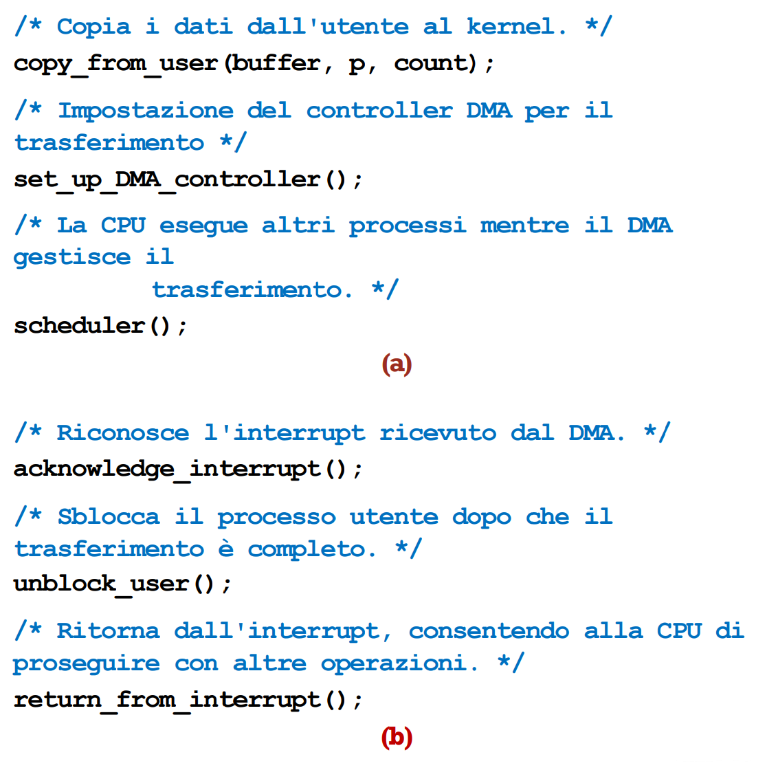 /* Copia i dati dall'utente al kernel. */
copy_from_user(buffer, p, count);
/* Impostazione del controller DMA per il
trasferimento */
set_up_DMA_controller();
/* La CPU esegue altri processi mentre il DMA
gestisce il
trasferimento. */
scheduler();
(a)
/* Riconosce l'interrupt ricevuto dal DMA. */
acknowledge_interrupt();
/* Sblocca il processo utente dopo che il
trasferimento è completo. */
unblock_user();
/* Ritorna dall'interrupt, consentendo alla CPU di
proseguire con altre operazioni. */
return_from_interrupt();
(b)